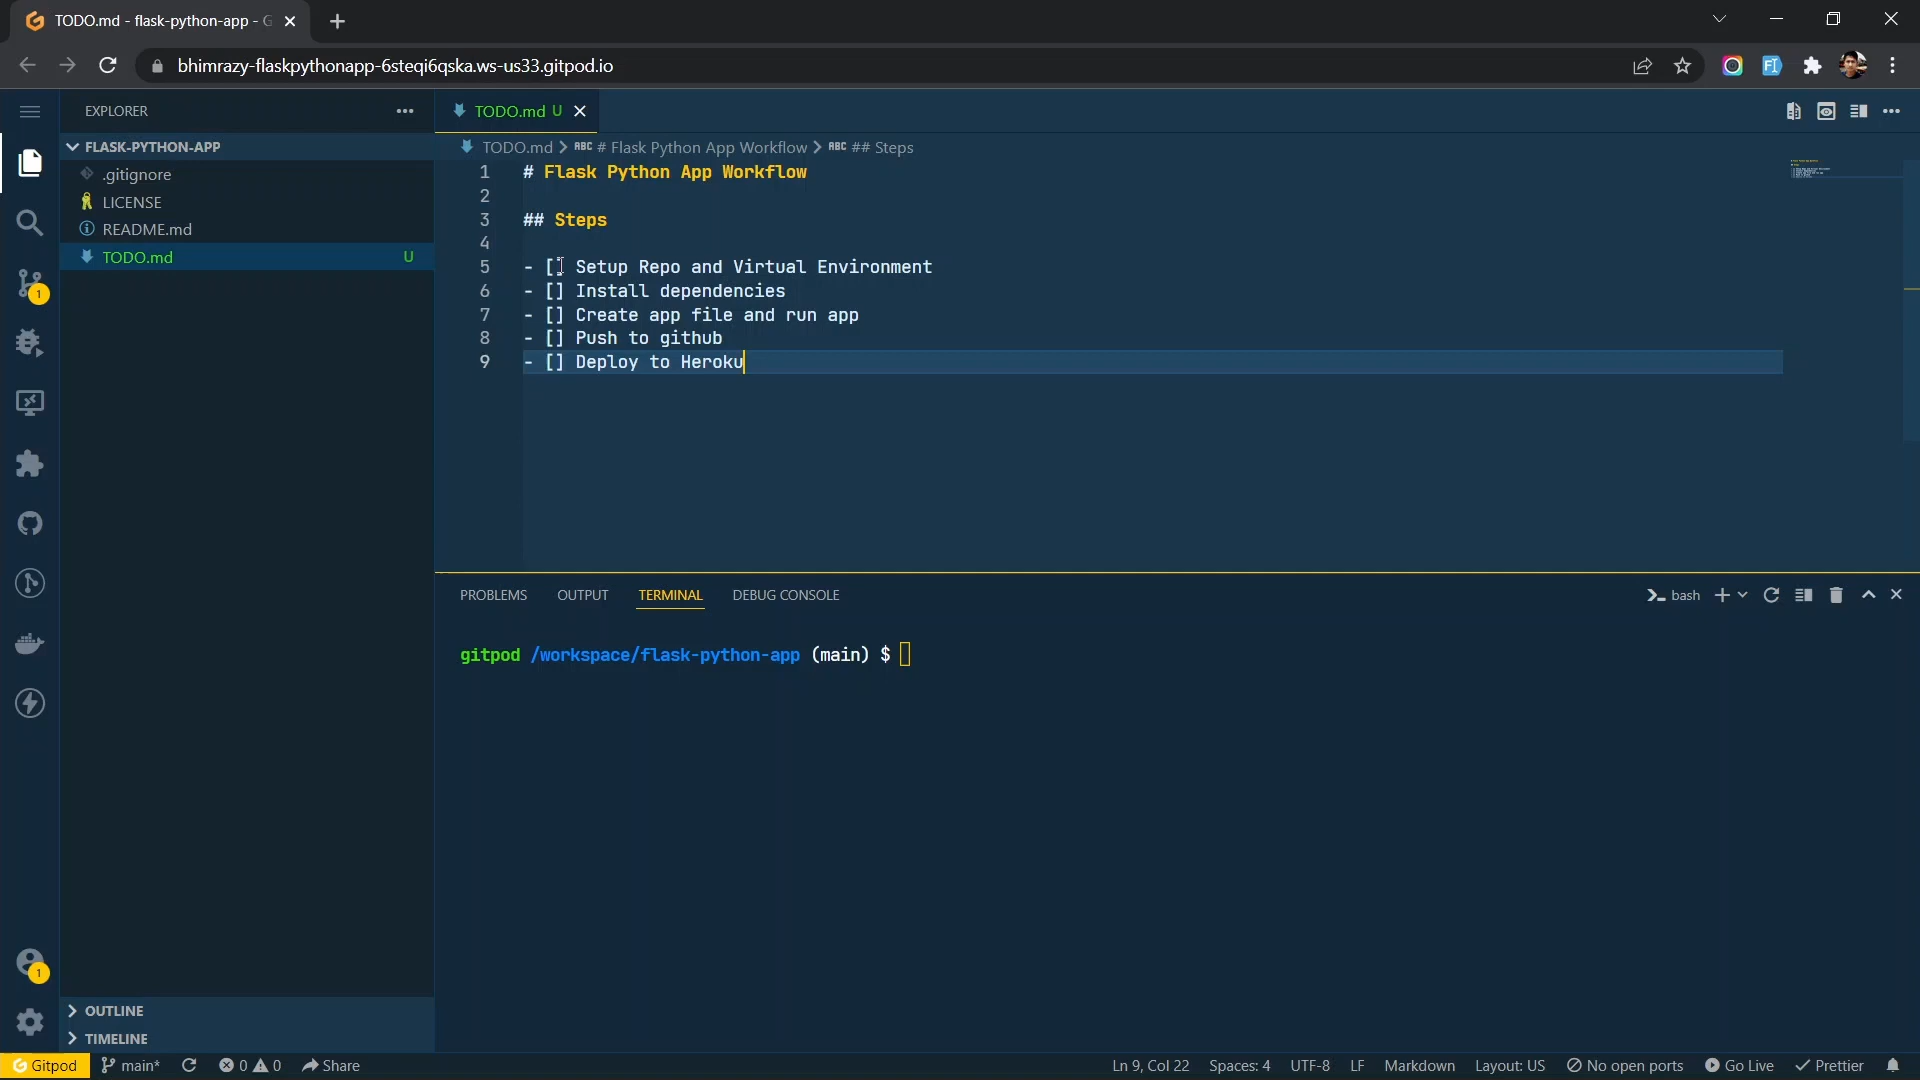 TODO.md - flask-python-app - G
bhimrazy-flaskpythonapp-6steqi6qska.ws-us33.gitpod.io
EXPLORER
FLASK-PYTHON-APP
.gitignore
LICENSE
README.md
TODO.md U
OUTLINE
TIMELINE
TODO.md U
TODO.md > ABC # Flask Python App Workflow > ABC ## Steps
1 # Flask Python App Workflow
2
3 ## Steps
4
5 - [] Setup Repo and Virtual Environment
6 - [] Install dependencies
7 - [] Create app file and run app
8 - [] Push to github
9 - [] Deploy to Heroku
PROBLEMS OUTPUT TERMINAL DEBUG CONSOLE
bash
gitpod /workspace/flask-python-app (main) $
1
1
Gitpod main* 0 0 Share Ln 9, Col 22 Spaces: 4 UTF-8 LF Markdown Layout: US No open ports Go Live Prettier